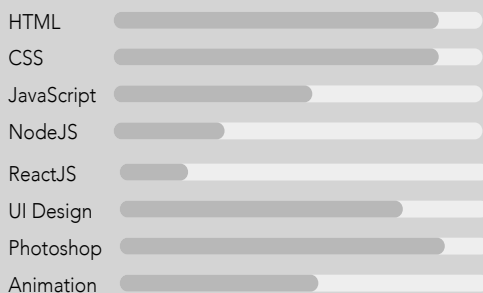 HTML
CSS
JavaScript
NodeJS
ReactJS
UI Design
Photoshop
Animation